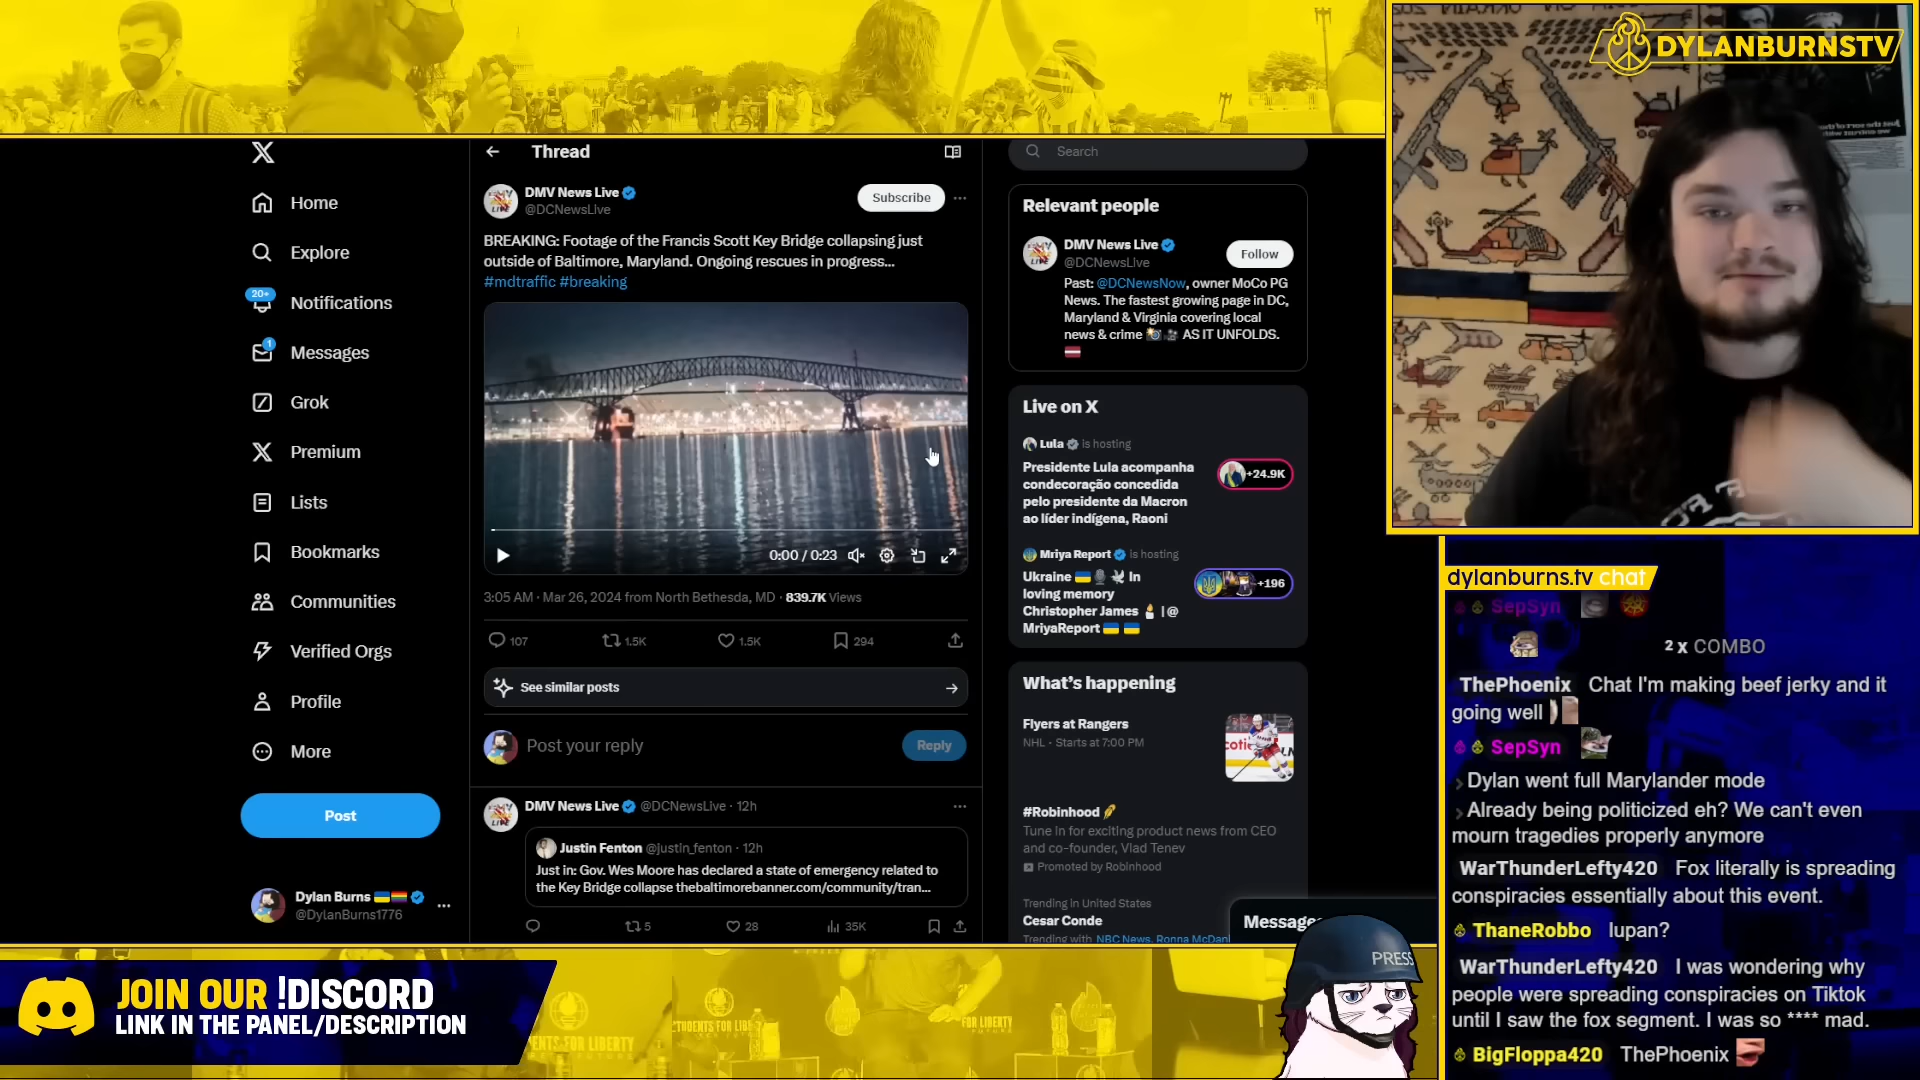 DYLANBURNSTV
Home
Explore
20+
Notifications
1
Messages
Grok
Premium
Lists
Bookmarks
Communities
Verified Orgs
Profile
More
Post
Dylan Burns
@DylanBurns1776
Thread
DMV News Live
@DCNewsLive
Subscribe
BREAKING: Footage of the Francis Scott Key Bridge collapsing just
outside of Baltimore, Maryland. Ongoing rescues in progress...
#mdtraffic #breaking
0:00 / 0:23
3:05 AM · Mar 26, 2024 from North Bethesda, MD · 839.7K Views
107 1.5K 1.5K 294
See similar posts
Post your reply
Reply
DMV News Live @DCNewsLive · 12h
Justin Fenton @justin_fenton · 12h
Just in: Gov. Wes Moore has declared a state of emergency related to
the Key Bridge collapse thebaltimorebanner.com/community/tran...
5 28 35K
Search
Relevant people
DMV News Live
@DCNewsLive
Follow
Past: @DCNewsNow, owner MoCo PG
News. The fastest growing page in DC,
Maryland & Virginia covering local
news & crime AS IT UNFOLDS.
Live on X
Lula is hosting
Presidente Lula acompanha
condecoração concedida
pelo presidente da Macron
ao líder indígena, Raoni
+24.9K
Mriya Report is hosting
Ukraine In
loving memory
Christopher James | @
MriyaReport
+196
What's happening
Flyers at Rangers
NHL · Starts at 7:00 PM
#Robinhood
Tune in for exciting product news from CEO
and co-founder, Vlad Tenev
Promoted by Robinhood
Trending in United States
Cesar Conde
Trending with NBC News, Ronna McDan
Message
PRESS
dylanburns.tv chat
SepSyn
2 x COMBO
ThePhoenix Chat I'm making beef jerky and it
going well
SepSyn
Dylan went full Marylander mode
Already being politicized eh? We can't even
mourn tragedies properly anymore
WarThunderLefty420 Fox literally is spreading
conspiracies essentially about this event.
ThaneRobbo lupan?
WarThunderLefty420 I was wondering why
people were spreading conspiracies on Tiktok
until I saw the fox segment. I was so **** mad.
BigFloppa420 ThePhoenix
JOIN OUR !DISCORD
LINK IN THE PANEL/DESCRIPTION
FOR LIBERTY